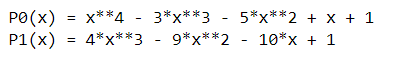 P0(x) = x**4 - 3*x**3 - 5*x**2 + x + 1
P1(x) = 4*x**3 - 9*x**2 - 10*x + 1